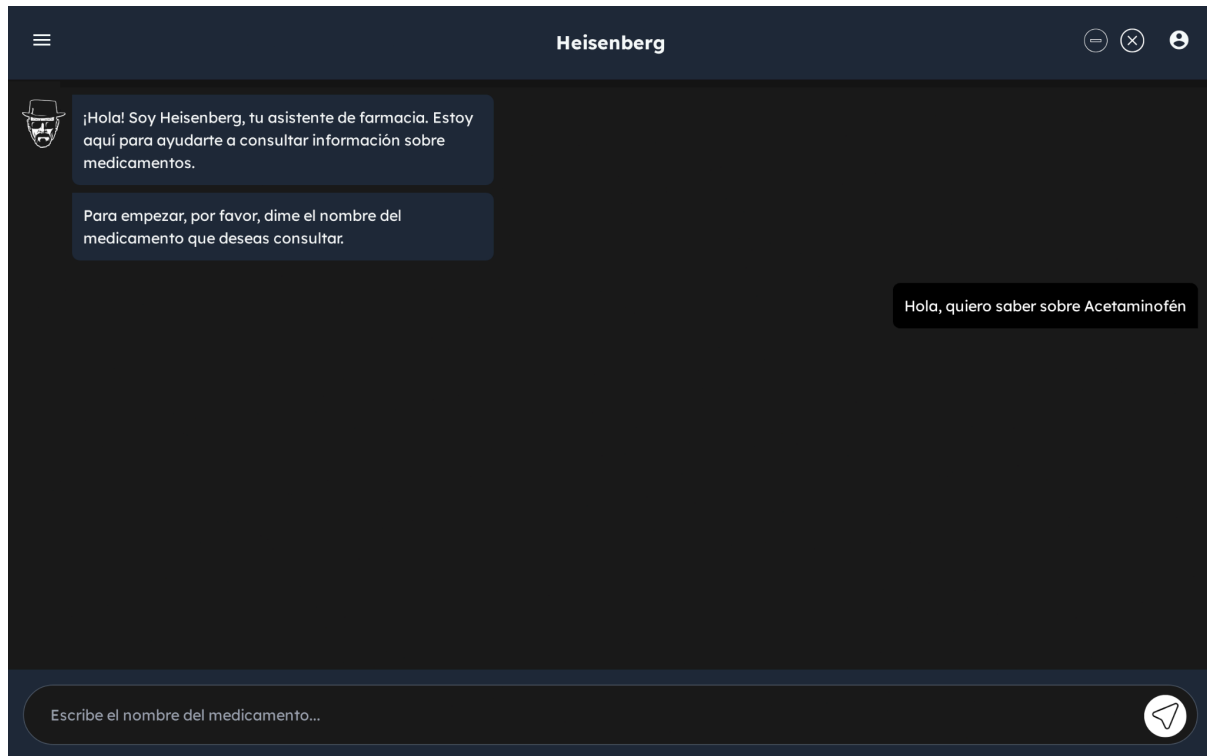 Heisenberg
¡Hola! Soy Heisenberg, tu asistente de farmacia. Estoy
aquí para ayudarte a consultar información sobre
medicamentos.
Para empezar, por favor, dime el nombre del
medicamento que deseas consultar.
Hola, quiero saber sobre Acetaminofén
Escribe el nombre del medicamento...